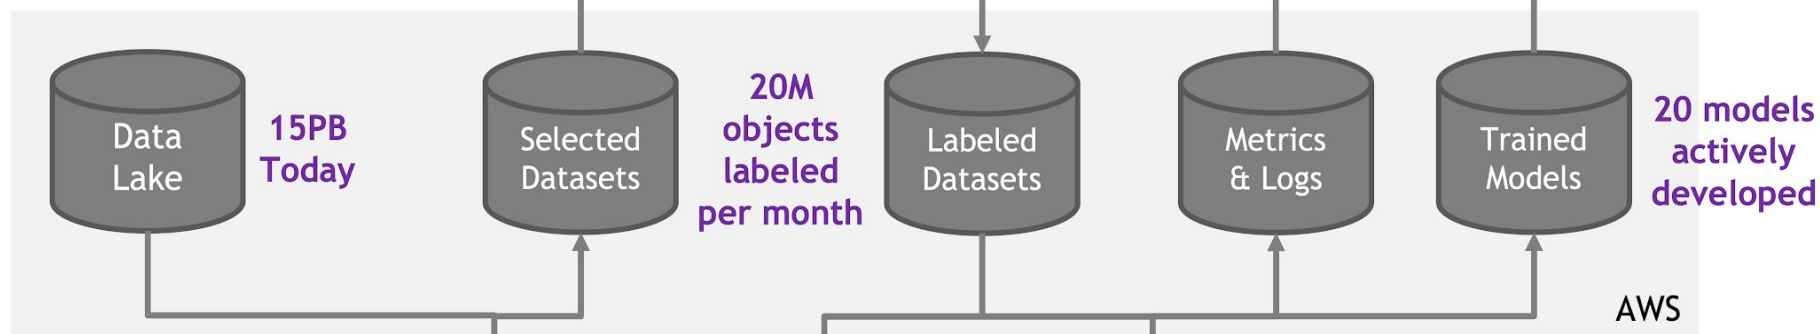 Data
Lake
15PB
Today
Selected
Datasets
20M
objects
labeled
per month
Labeled
Datasets
Metrics
& Logs
Trained
Models
20 models
actively
developed
AWS